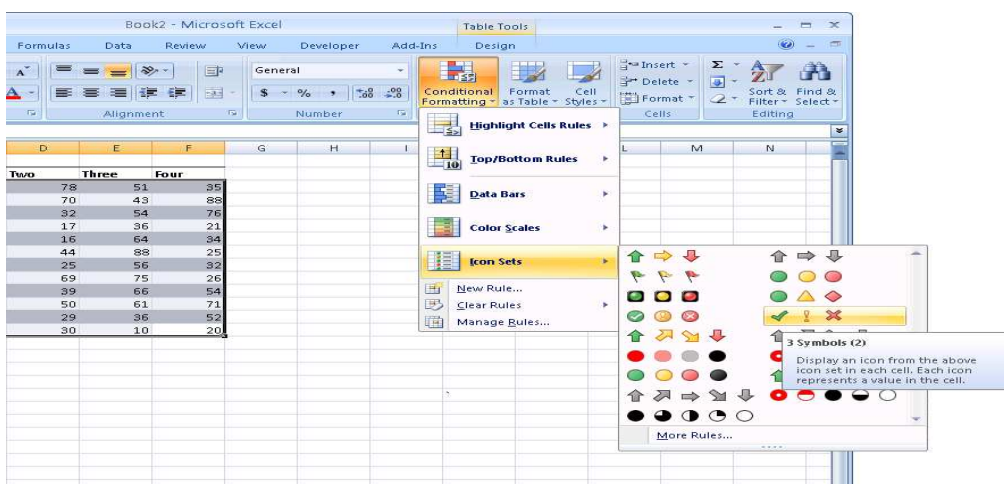 Book2 - Microsoft Excel
Table Tools
Formulas Data Review View Developer Add-Ins Design
General
Conditional Formatting
Format as Table
Cell Styles
Insert
Delete
Format
Sort & Filter
Find & Select
Alignment
Number
Cells
Editing
D E F G H I L M N
Two Three Four
78 51 35
70 43 88
32 54 76
17 36 21
16 64 34
44 88 25
25 56 32
69 75 26
39 66 54
50 61 71
29 36 52
30 10 20
Highlight Cells Rules
Top/Bottom Rules
Data Bars
Color Scales
Icon Sets
New Rule...
Clear Rules
Manage Rules...
3 Symbols (2)
Display an icon from the above
icon set in each cell. Each icon
represents a value in the cell.
More Rules...